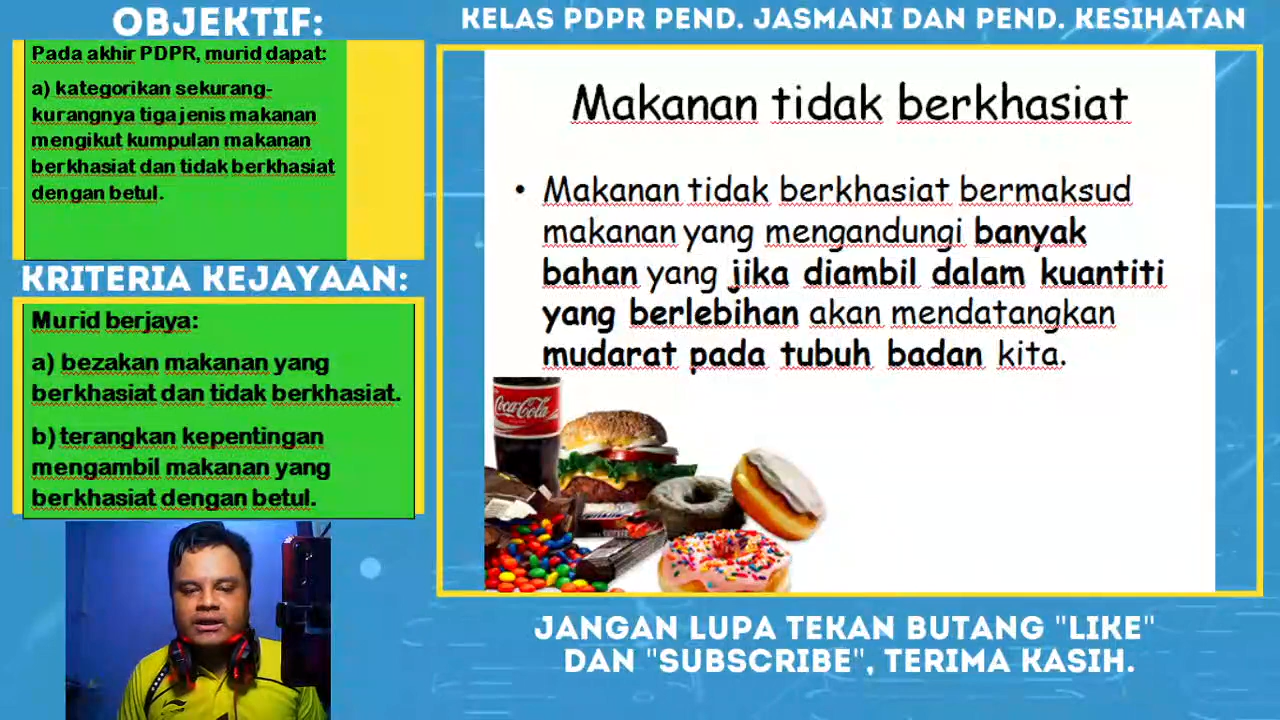 OBJEKTIF:
Pada akhir PDPR, murid dapat:
a) kategorikan sekurang-
kurangnya tiga jenis makanan
mengikut kumpulan makanan
berkhasiat dan tidak berkhasiat
dengan betul.
KRITERIA KEJAYAAN:
Murid berjaya:
a) bezakan makanan yang
berkhasiat dan tidak berkhasiat.
b) terangkan kepentingan
mengambil makanan yang
berkhasiat dengan betul.
KELAS PDPR PEND. JASMANI DAN PEND. KESIHATAN
Makanan tidak berkhasiat
• Makanan tidak berkhasiat bermaksud
makanan yang mengandungi banyak
bahan yang jika diambil dalam kuantiti
yang berlebihan akan mendatangkan
mudarat pada tubuh badan kita.
Coca-Cola
JANGAN LUPA TEKAN BUTANG "LIKE"
DAN "SUBSCRIBE", TERIMA KASIH.